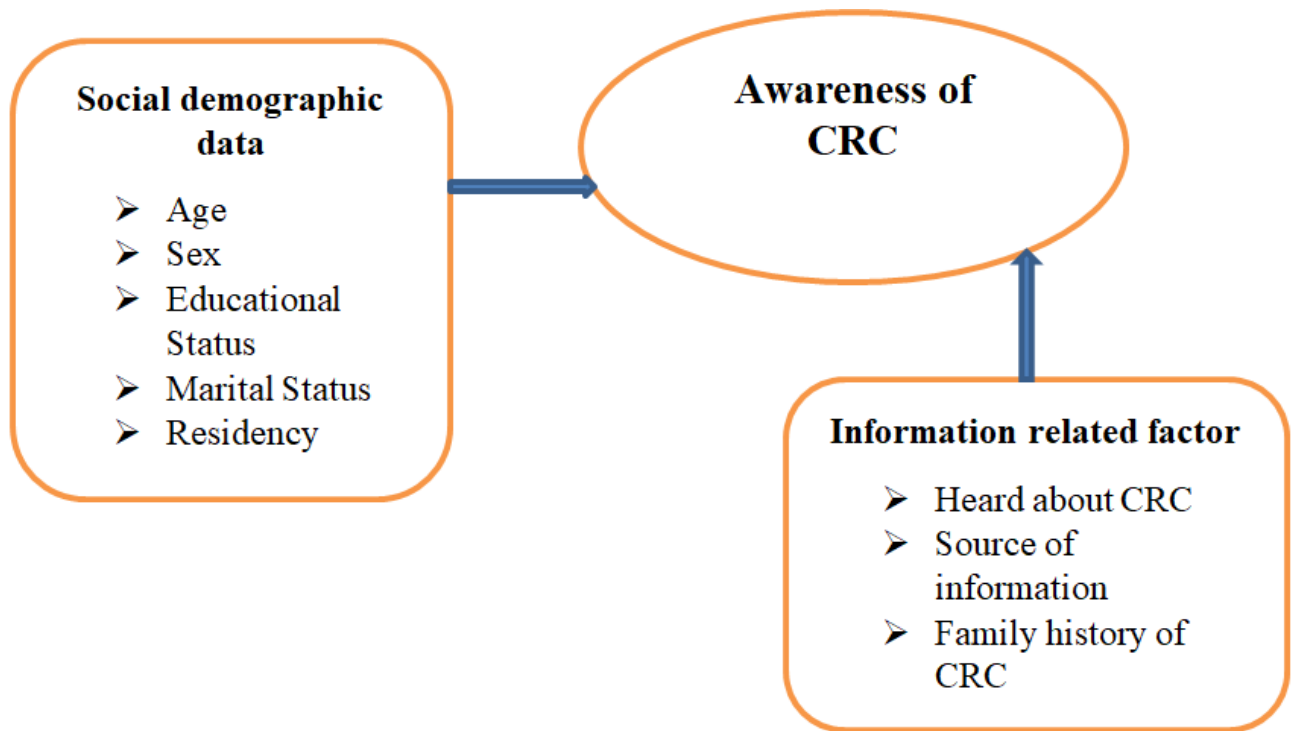 Social demographic
data
➢ Age
➢ Sex
➢ Educational
Status
➢ Marital Status
➢ Residency
Awareness of
CRC
Information related factor
➢ Heard about CRC
➢ Source of
information
➢ Family history of
CRC